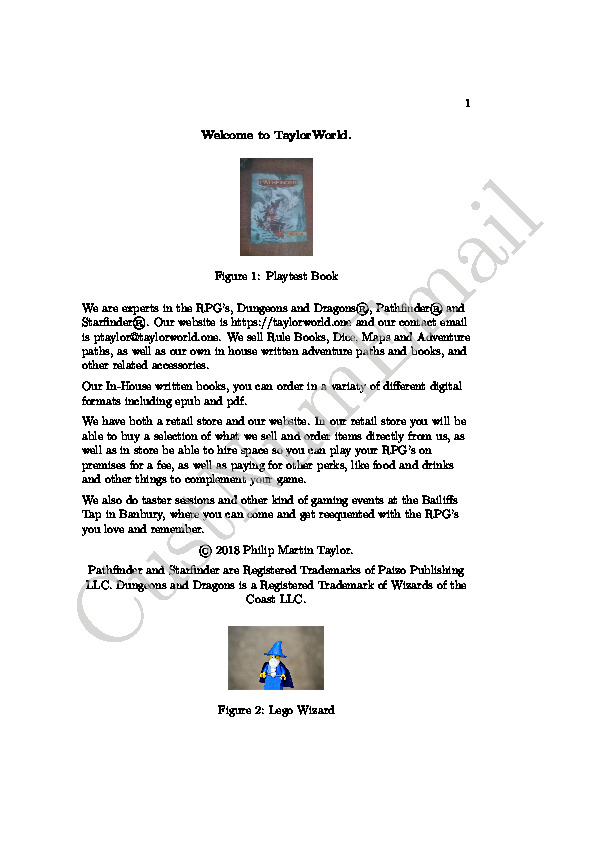 1
Welcome to TaylorWorld.
PATHFINDER
Figure 1: Playtest Book
We are experts in the RPG's, Dungeons and Dragons®, Pathfinder® and
Starfinder®. Our website is https://taylorworld.one and our contact email
is ptaylor@taylorworld.one. We sell Rule Books, Dice, Maps and Adventure
paths, as well as our own in house written adventure paths and books, and
other related accessories.
Our In-House written books, you can order in a variaty of different digital
formats including epub and pdf.
We have both a retail store and our website. In our retail store you will be
able to buy a selection of what we sell and order items directly from us, as
well as in store be able to hire space so you can play your RPG's on
premises for a fee, as well as paying for other perks, like food and drinks
and other things to complement your game.
We also do taster sessions and other kind of gaming events at the Bailiffs
Tap in Banbury, where you can come and get reequented with the RPG's
you love and remember.
© 2018 Philip Martin Taylor.
Pathfinder and Starfinder are Registered Trademarks of Paizo Publishing
LLC. Dungeons and Dragons is a Registered Trademark of Wizards of the
Coast LLC.
Figure 2: Lego Wizard
CustNumEmail